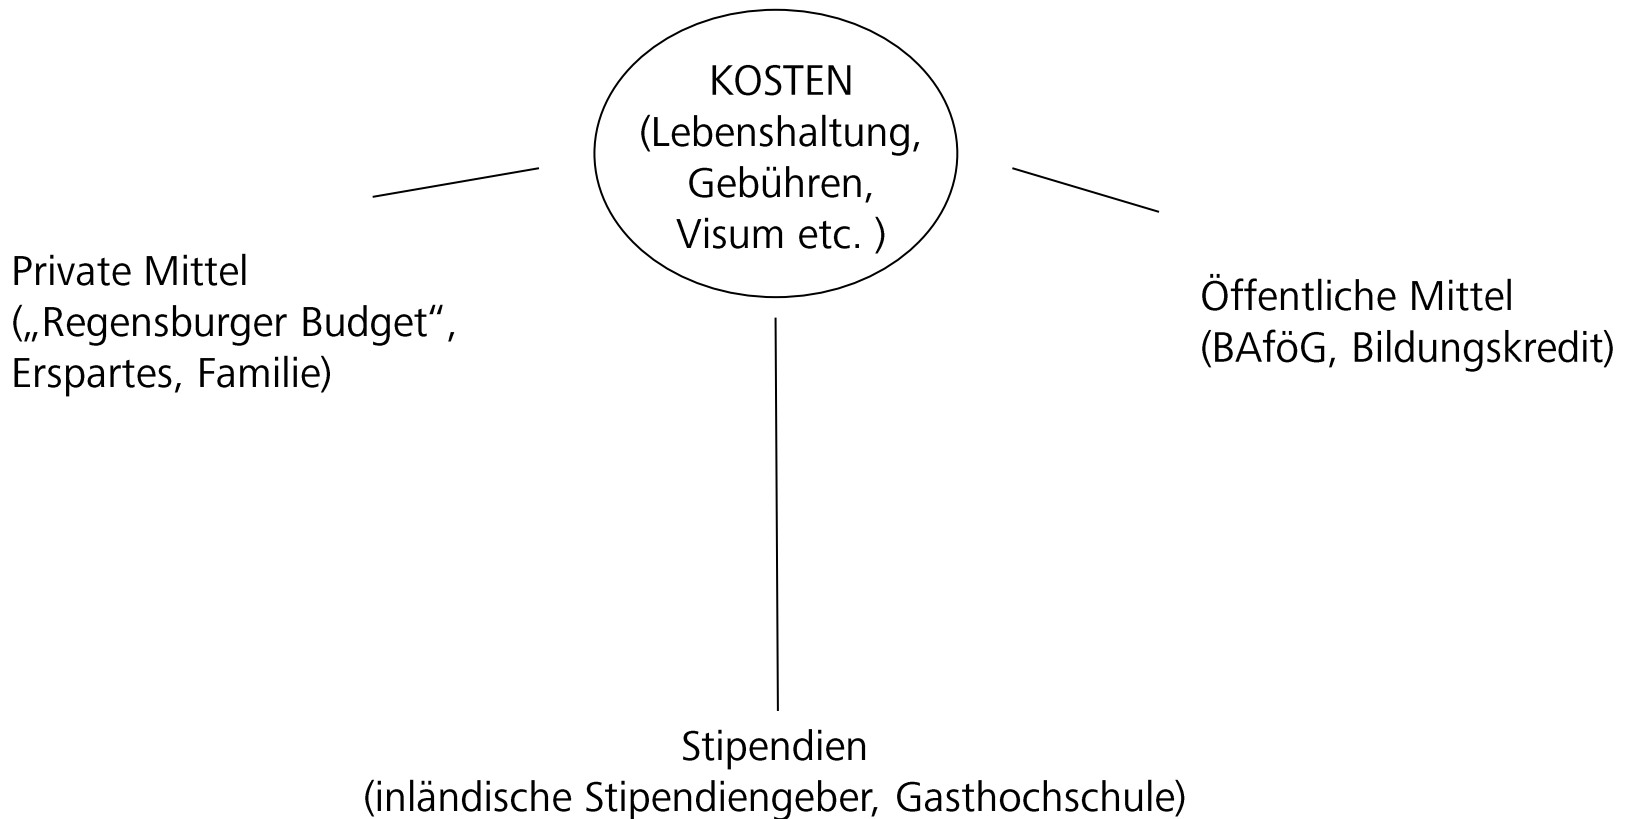 KOSTEN
(Lebenshaltung,
Gebühren,
Visum etc. )
Private Mittel
(„Regensburger Budget“,
Erspartes, Familie)
Öffentliche Mittel
(BAföG, Bildungskredit)
Stipendien
(inländische Stipendiengeber, Gasthochschule)